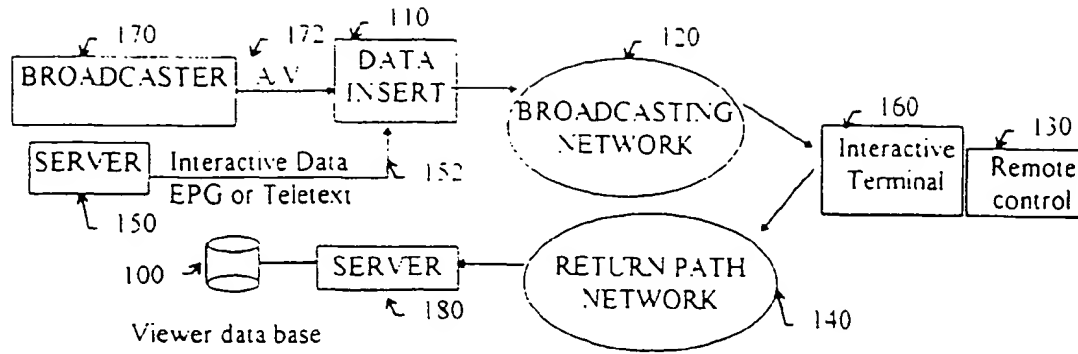 170
172
110
120
BROADCASTER
A/V
DATA
INSERT
BROADCASTING
NETWORK
160
130
Interactive
Terminal
Remote
control
SERVER
Interactive Data
EPG or Teletext
152
150
100
SERVER
RETURN PATH
NETWORK
180
140
Viewer data base